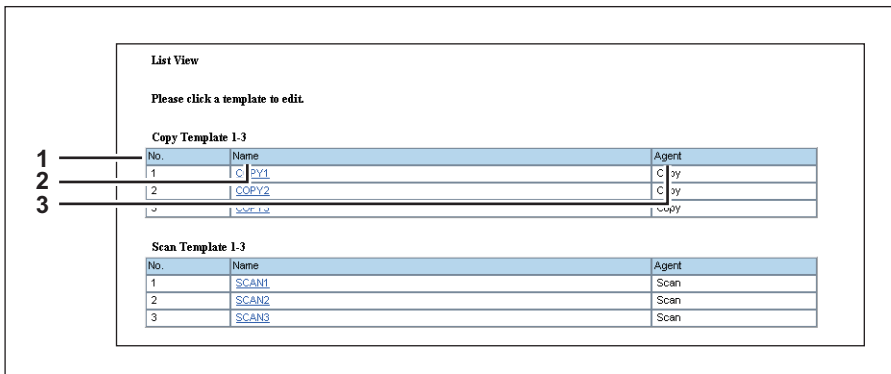 List View
Please click a template to edit.
Copy Template 1-3
1 No. Name Agent
1 Copy
2
2 COPY2
3
Scan Template 1-3
No. Name Agent
1 SCAN1 Scan
2 SCAN2 Scan
3 SCAN3 Scan